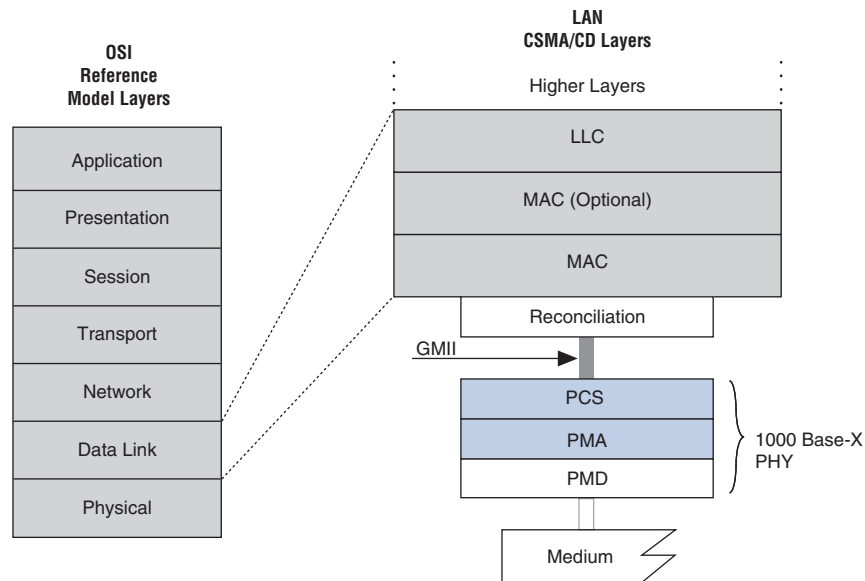 OSI
Reference
Model Layers
Application
Presentation
Session
Transport
Network
Data Link
Physical
LAN
CSMA/CD Layers
Higher Layers
LLC
MAC (Optional)
MAC
Reconciliation
GMII
PCS
PMA
PMD
1000 Base-X
PHY
Medium